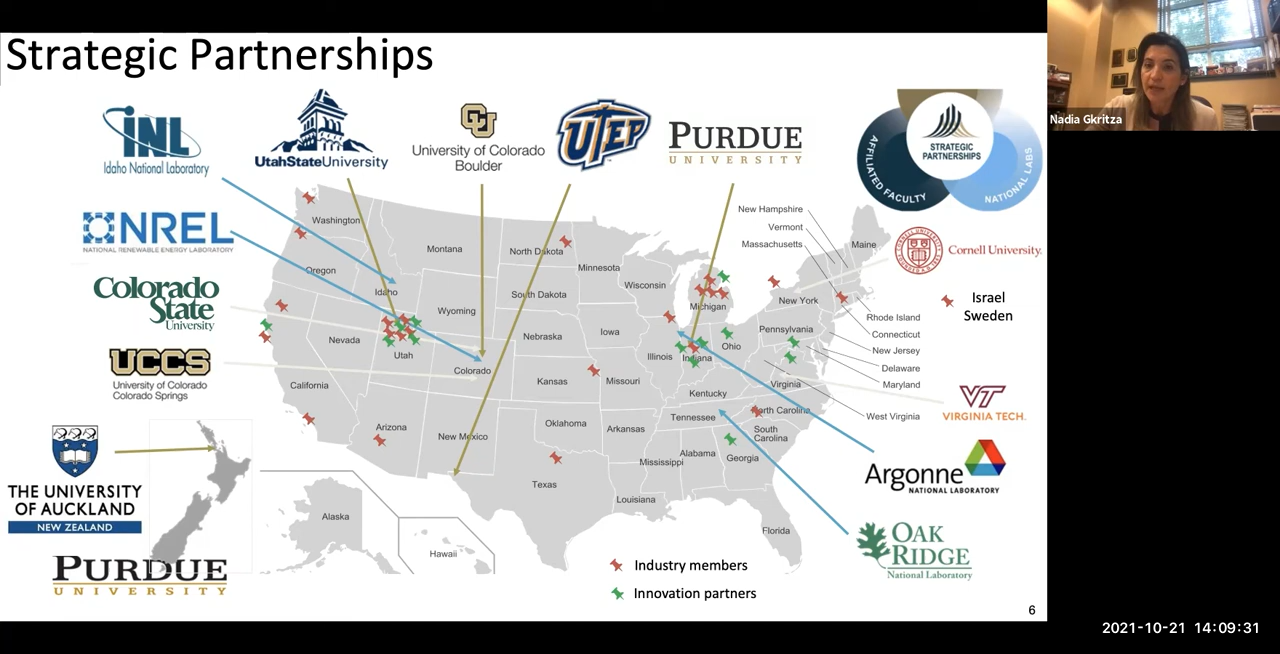 Strategic Partnerships
INL
Idaho National Laboratory
UtahStateUniversity
CU
University of Colorado
Boulder
UTEP
PURDUE
UNIVERSITY
AFFILIATED FACULTY
STRATEGIC
PARTNERSHIPS
NATIONAL LABS
Nadia Gkritza
NREL
NATIONAL RENEWABLE ENERGY LABORATORY
Colorado
State
University
UCCS
University of Colorado
Colorado Springs
THE UNIVERSITY
OF AUCKLAND
NEW ZEALAND
PURDUE
UNIVERSITY
Washington
Oregon
Idaho
Montana
North Dakota
South Dakota
Minnesota
Wisconsin
Michigan
Wyoming
Nebraska
Iowa
Nevada
Utah
Colorado
California
Kansas
Missouri
Illinois
Indiana
Ohio
Kentucky
Tennessee
Arizona
New Mexico
Oklahoma
Arkansas
Texas
Louisiana
Mississippi
Alabama
Georgia
Florida
South
Carolina
North Carolina
Virginia
West Virginia
Pennsylvania
New York
Maine
New Hampshire
Vermont
Massachusetts
Rhode Island
Connecticut
New Jersey
Delaware
Maryland
Alaska
Hawaii
Cornell University.
Israel
Sweden
VT
VIRGINIA TECH.
Argonne
NATIONAL LABORATORY
OAK
RIDGE
National Laboratory
Industry members
Innovation partners
6
2021-10-21 14:09:31